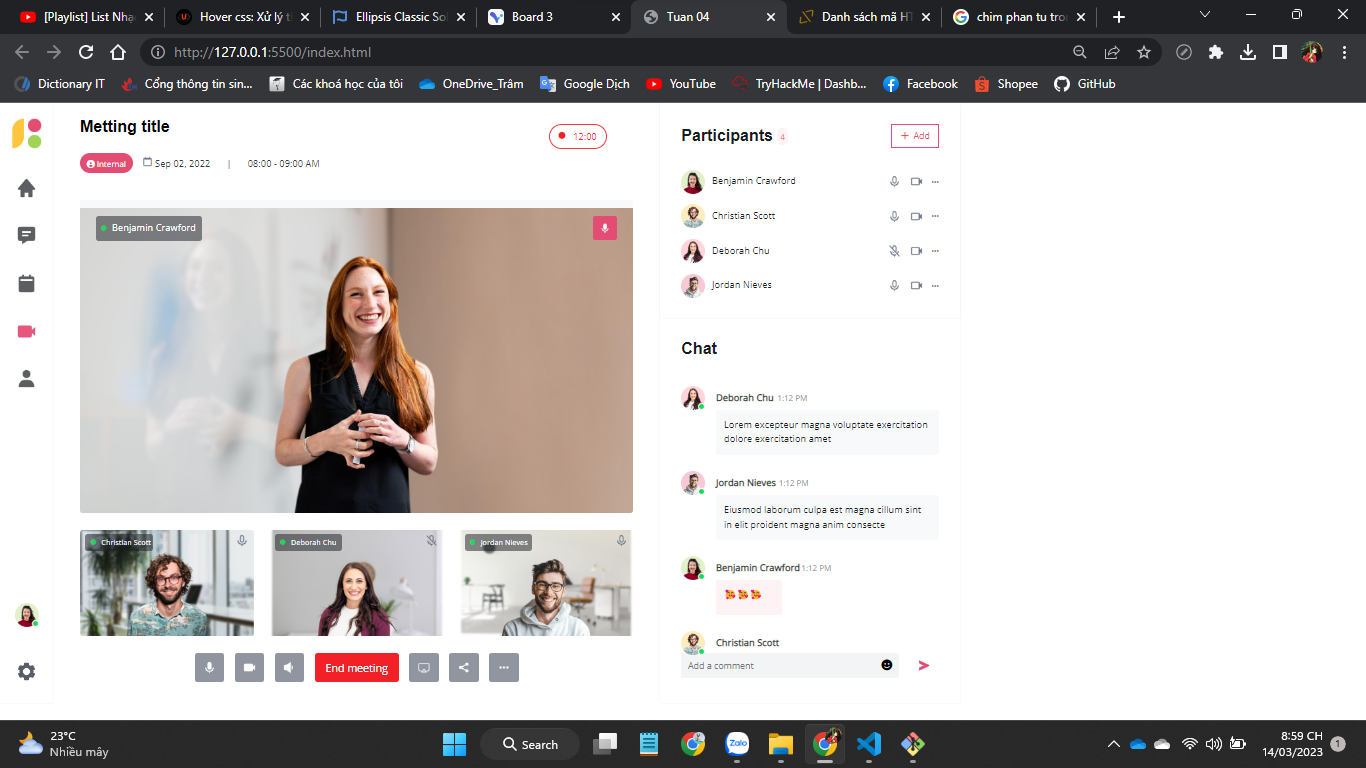 [Playlist] List Nhạ
Hover css: Xử lý t
Ellipsis Classic Sol
Board 3
Tuan 04
Danh sách mã HT
chim phan tu tron
http://127.0.0.1:5500/index.html
Dictionary IT
Cổng thông tin sin...
Các khoá học của tôi
OneDrive_Trâm
Google Dịch
YouTube
TryHackMe | Dashb...
Facebook
Shopee
GitHub
Metting title
12:00
Internal
Sep 02, 2022
|
08:00 - 09:00 AM
Benjamin Crawford
Christian Scott
Deborah Chu
Jordan Nieves
End meeting
Participants 4
+ Add
Benjamin Crawford
Christian Scott
Deborah Chu
Jordan Nieves
Chat
Deborah Chu 1:12 PM
Lorem excepteur magna voluptate exercitation
dolore exercitation amet
Jordan Nieves 1:12 PM
Eiusmod laborum culpa est magna cillum sint
in elit proident magna anim consecte
Benjamin Crawford 1:12 PM
🥰🥰🥰
Christian Scott
Add a comment
23°C
Nhiều mây
Search
Zalo
8:59 CH
14/03/2023
1